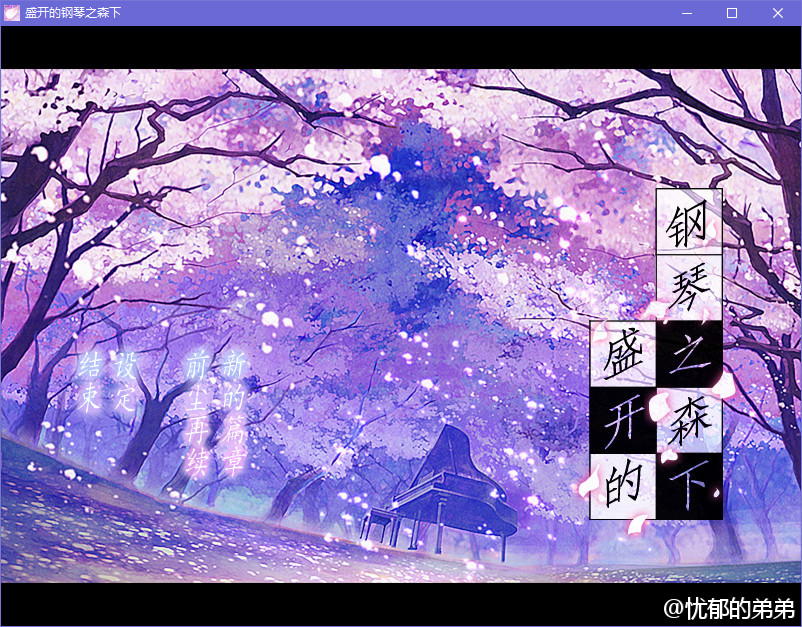 盛开的钢琴之森下
钢琴之森下
盛开的
新的篇章
前尘再续
设定
结束
@忧郁的弟弟